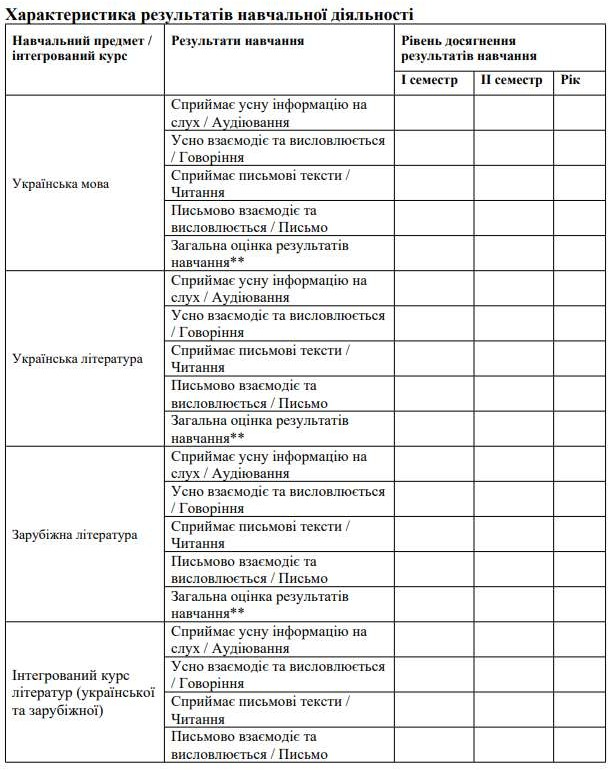 Характеристика результатів навчальної діяльності
Навчальний предмет /
інтегрований курс
Результати навчання
Рівень досягнення
результатів навчання
І семестр
ІІ семестр
Рік
Українська мова
Сприймає усну інформацію на
слух / Аудіювання
Усно взаємодіє та висловлюється
/ Говоріння
Сприймає письмові тексти /
Читання
Письмово взаємодіє та
висловлюється / Письмо
Загальна оцінка результатів
навчання**
Українська література
Сприймає усну інформацію на
слух / Аудіювання
Усно взаємодіє та висловлюється
/ Говоріння
Сприймає письмові тексти /
Читання
Письмово взаємодіє та
висловлюється / Письмо
Загальна оцінка результатів
навчання**
Зарубіжна література
Сприймає усну інформацію на
слух / Аудіювання
Усно взаємодіє та висловлюється
/ Говоріння
Сприймає письмові тексти /
Читання
Письмово взаємодіє та
висловлюється / Письмо
Загальна оцінка результатів
навчання**
Інтегрований курс
літератур (української
та зарубіжної)
Сприймає усну інформацію на
слух / Аудіювання
Усно взаємодіє та висловлюється
/ Говоріння
Сприймає письмові тексти /
Читання
Письмово взаємодіє та
висловлюється / Письмо